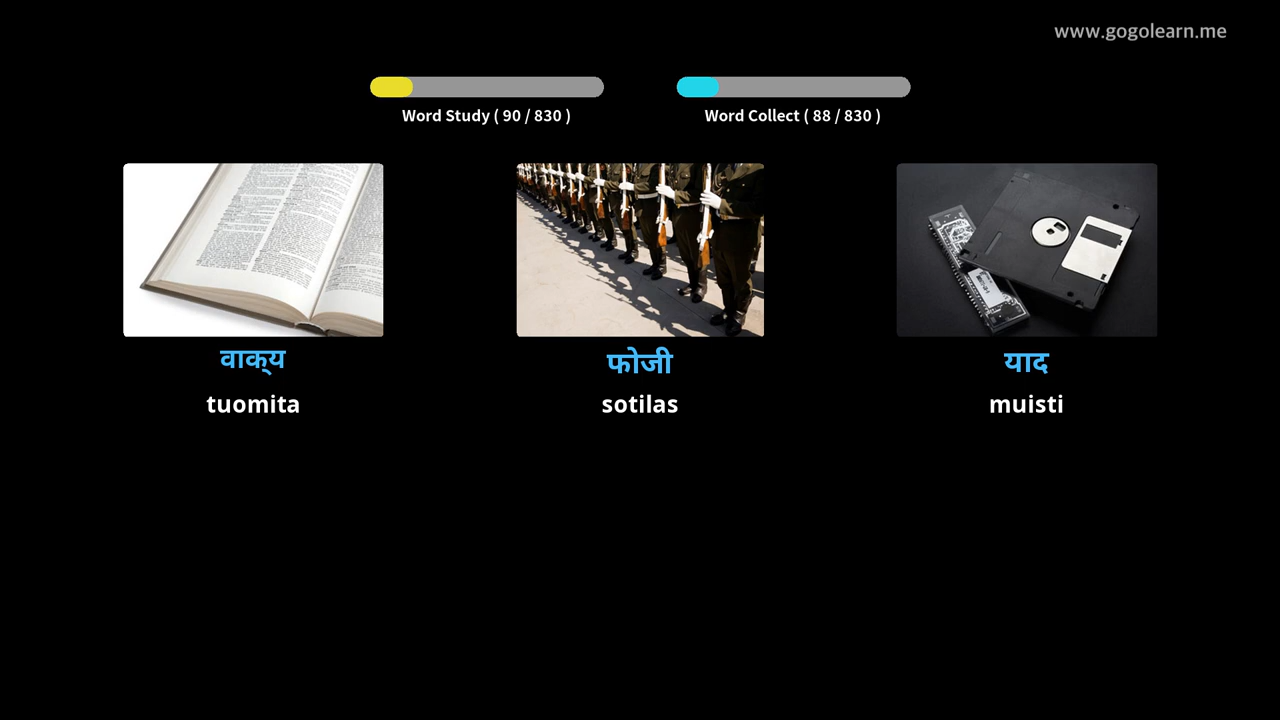 www.gogolearn.me
Word Study ( 90 / 830 )
Word Collect ( 88 / 830 )
वाक्‌य
फोजी
याद
tuomita
sotilas
muisti